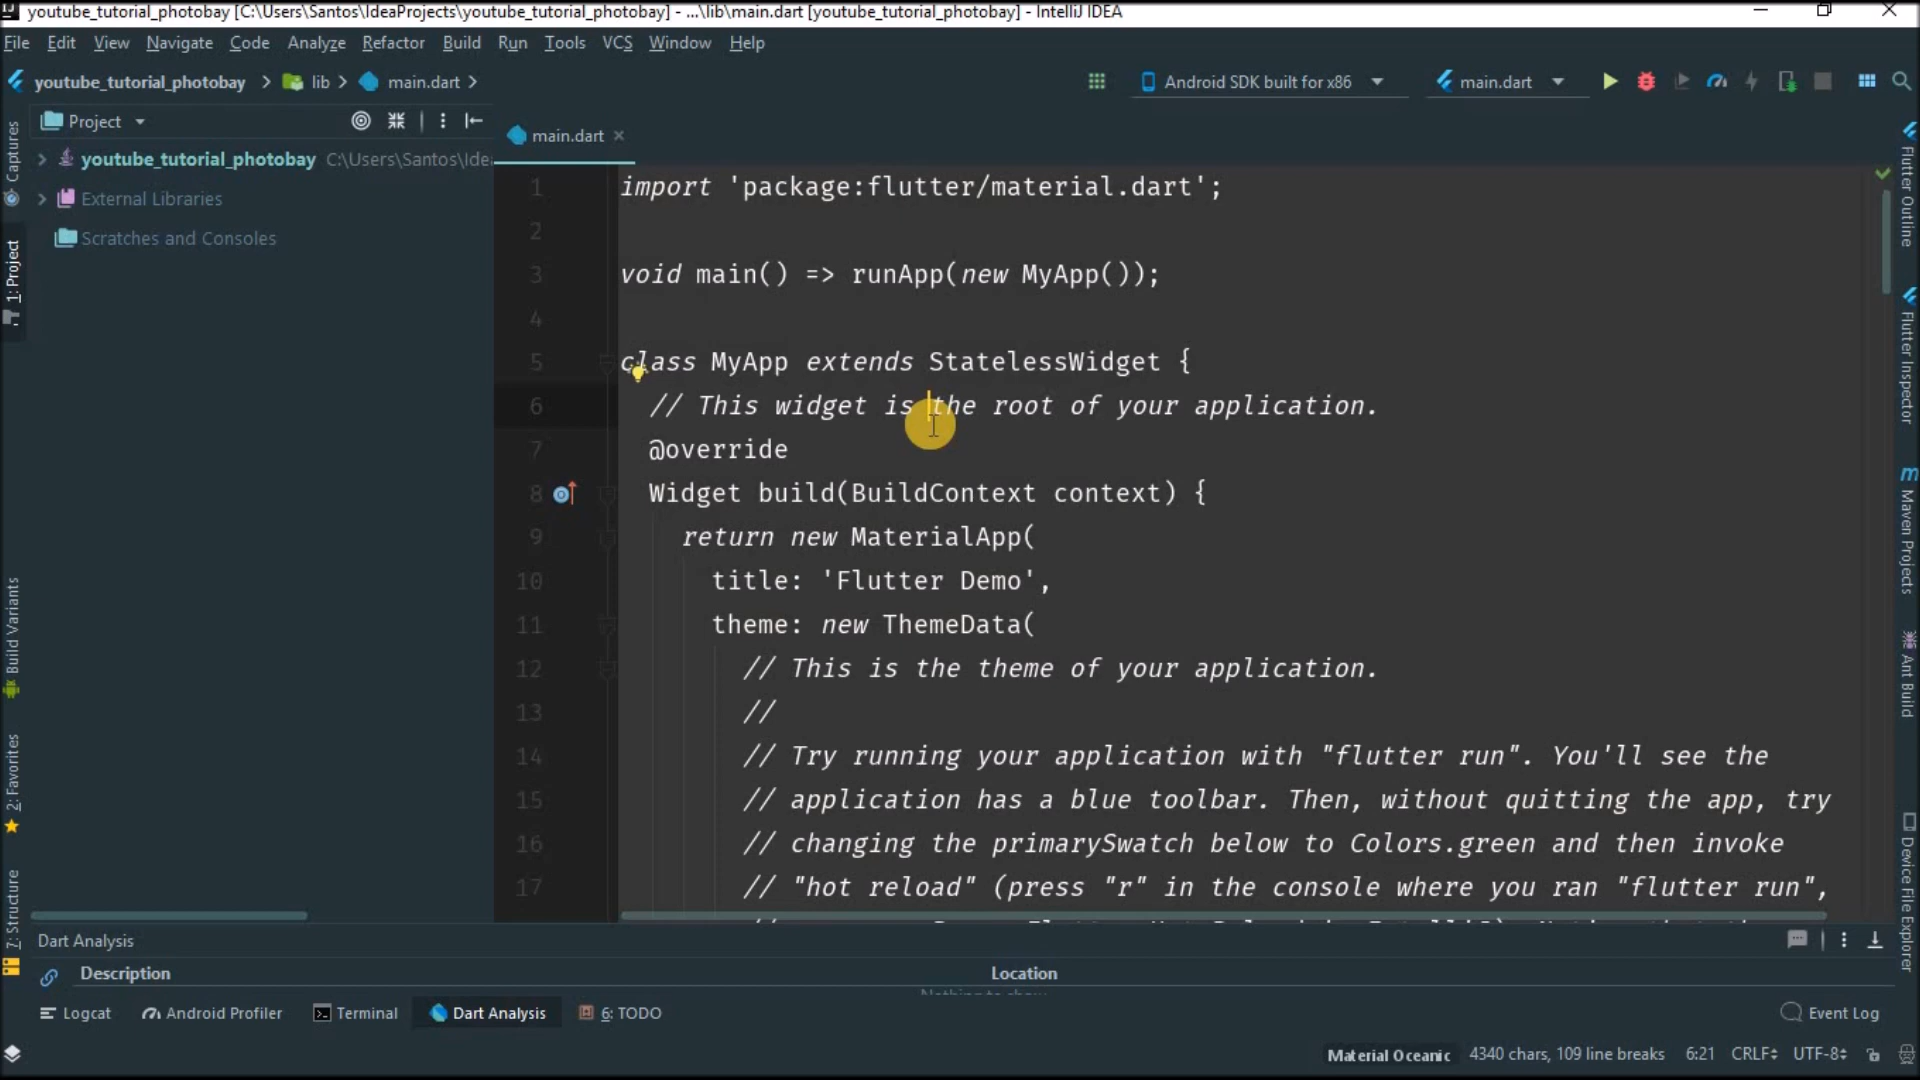 youtube_tutorial_photobay [C:\Users\Santos\IdeaProjects\youtube_tutorial_photobay] - ...\lib\main.dart [youtube_tutorial_photobay] - IntelliJ IDEA
File Edit View Navigate Code Analyze Refactor Build Run Tools VCS Window Help
youtube_tutorial_photobay lib main.dart Android SDK built for x86 main.dart
Project
main.dart
youtube_tutorial_photobay C:\Users\Santos\Ide
External Libraries
Scratches and Consoles
Captures
1: Project
Build Variants
2: Favorites
7: Structure
1 import 'package:flutter/material.dart';
2
3 void main() => runApp(new MyApp());
4
5 class MyApp extends StatelessWidget {
6 // This widget is the root of your application.
7 @override
8 Widget build(BuildContext context) {
9 return new MaterialApp(
10 title: 'Flutter Demo',
11 theme: new ThemeData(
12 // This is the theme of your application.
13 //
14 // Try running your application with "flutter run". You'll see the
15 // application has a blue toolbar. Then, without quitting the app, try
16 // changing the primarySwatch below to Colors.green and then invoke
17 // "hot reload" (press "r" in the console where you ran "flutter run",
Flutter Outline
Flutter Inspector
Maven Projects
Ant Build
Device File Explorer
Dart Analysis
Description Location
Nothing to show
Logcat Android Profiler Terminal Dart Analysis 6: TODO Event Log
Material Oceanic 4340 chars, 109 line breaks 6:21 CRLF UTF-8